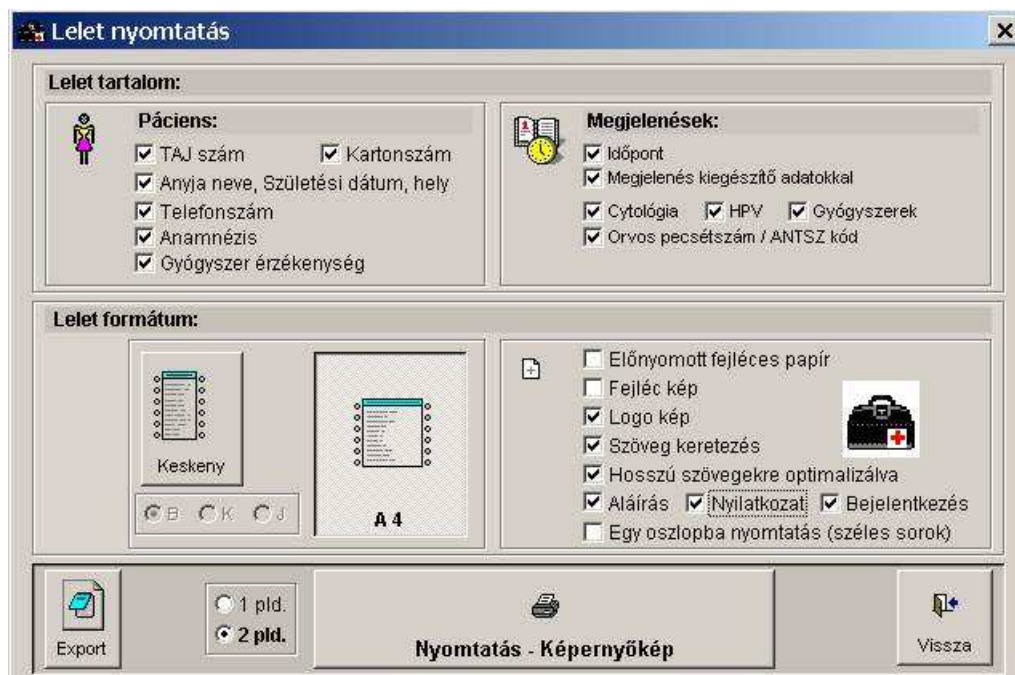 Lelet nyomtatás
Lelet tartalom:
Páciens:
TAJ szám Kartonszám
Anyja neve, Születési dátum, hely
Telefonszám
Anamnézis
Gyógyszer érzékenység
Megjelenések:
Időpont
Megjelenés kiegészítő adatokkal
Cytológia HPV Gyógyszerek
Orvos pecsétszám / ANTSZ kód
Lelet formátum:
Keskeny
B K J
A 4
Előnyomott fejléces papír
Fejléc kép
Logo kép
Szöveg keretezés
Hosszú szövegekre optimalizálva
Aláírás Nyilatkozat Bejelentkezés
Egy oszlopba nyomtatás (széles sorok)
Export
1 pld.
2 pld.
Nyomtatás - Képernyőkép
Vissza